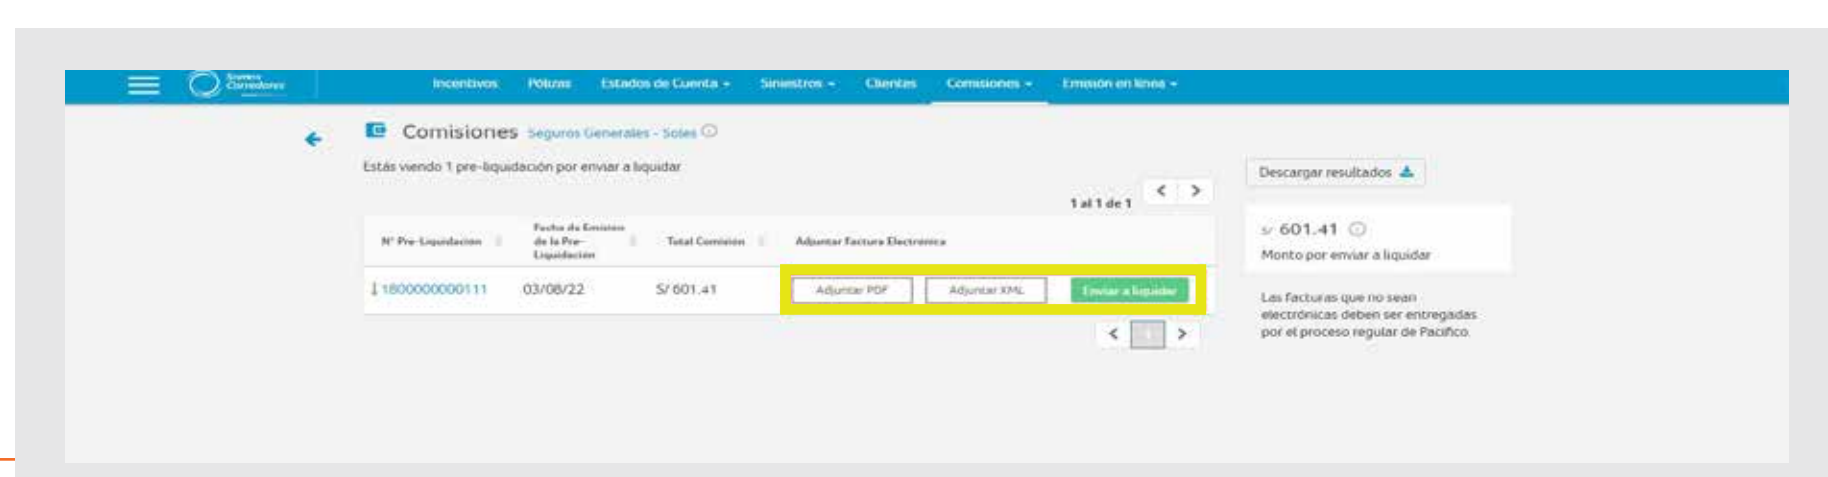 Somos
Corredores
Incentivos Pólizas Estados de Cuenta Siniestros Clientes Comisiones Emisión en línea
Comisiones Seguros Generales - Soles
Estás viendo 1 pre-liquidación por enviar a liquidar
Descargar resultados
1 al 1 de 1
N° Pre-Liquidación
Fecha de Emisión
de la Pre-
Liquidación
Total Comisión
Adjuntar Factura Electrónica
S/ 601.41
Monto por enviar a liquidar
1800000000111 03/08/22 S/ 601.41 Adjuntar PDF Adjuntar XML Enviar a liquidar
Las facturas que no sean
electrónicas deben ser entregadas
por el proceso regular de Pacífico.
1